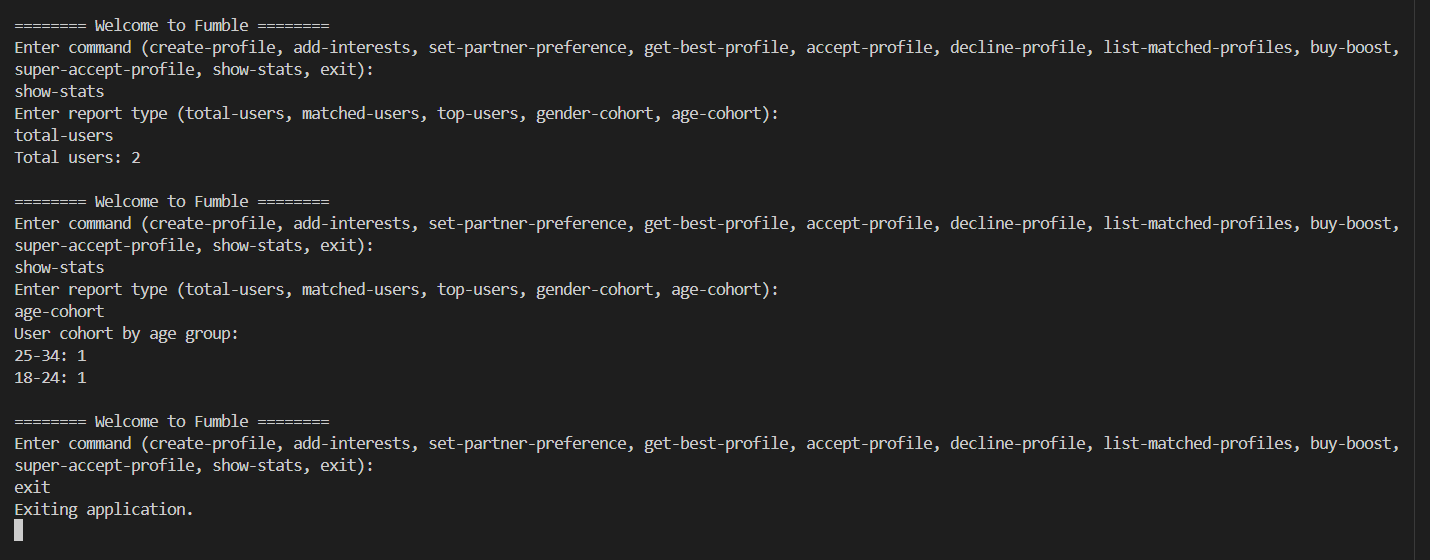 ======== Welcome to Fumble ========
Enter command (create-profile, add-interests, set-partner-preference, get-best-profile, accept-profile, decline-profile, list-matched-profiles, buy-boost,
super-accept-profile, show-stats, exit):
show-stats
Enter report type (total-users, matched-users, top-users, gender-cohort, age-cohort):
total-users
Total users: 2

======== Welcome to Fumble ========
Enter command (create-profile, add-interests, set-partner-preference, get-best-profile, accept-profile, decline-profile, list-matched-profiles, buy-boost,
super-accept-profile, show-stats, exit):
show-stats
Enter report type (total-users, matched-users, top-users, gender-cohort, age-cohort):
age-cohort
User cohort by age group:
25-34: 1
18-24: 1

======== Welcome to Fumble ========
Enter command (create-profile, add-interests, set-partner-preference, get-best-profile, accept-profile, decline-profile, list-matched-profiles, buy-boost,
super-accept-profile, show-stats, exit):
exit
Exiting application.